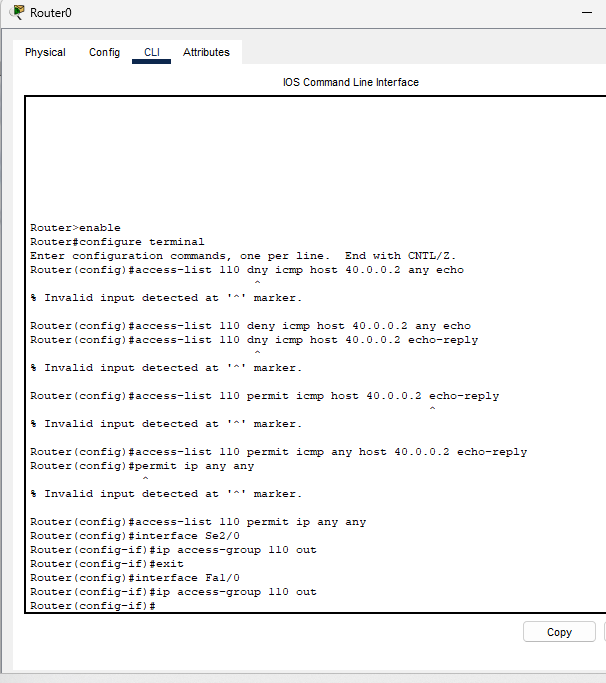 Router0
Physical Config CLI Attributes
IOS Command Line Interface
Router>enable
Router#configure terminal
Enter configuration commands, one per line.  End with CNTL/Z.
Router(config)#access-list 110 dny icmp host 40.0.0.2 any echo
^
% Invalid input detected at '^' marker.
Router(config)#access-list 110 deny icmp host 40.0.0.2 any echo
Router(config)#access-list 110 dny icmp host 40.0.0.2 echo-reply
^
% Invalid input detected at '^' marker.
Router(config)#access-list 110 permit icmp host 40.0.0.2 echo-reply
^
% Invalid input detected at '^' marker.
Router(config)#access-list 110 permit icmp any host 40.0.0.2 echo-reply
Router(config)#permit ip any any
^
% Invalid input detected at '^' marker.
Router(config)#access-list 110 permit ip any any
Router(config)#interface Se2/0
Router(config-if)#ip access-group 110 out
Router(config-if)#exit
Router(config)#interface Fa1/0
Router(config-if)#ip access-group 110 out
Router(config-if)#
Copy